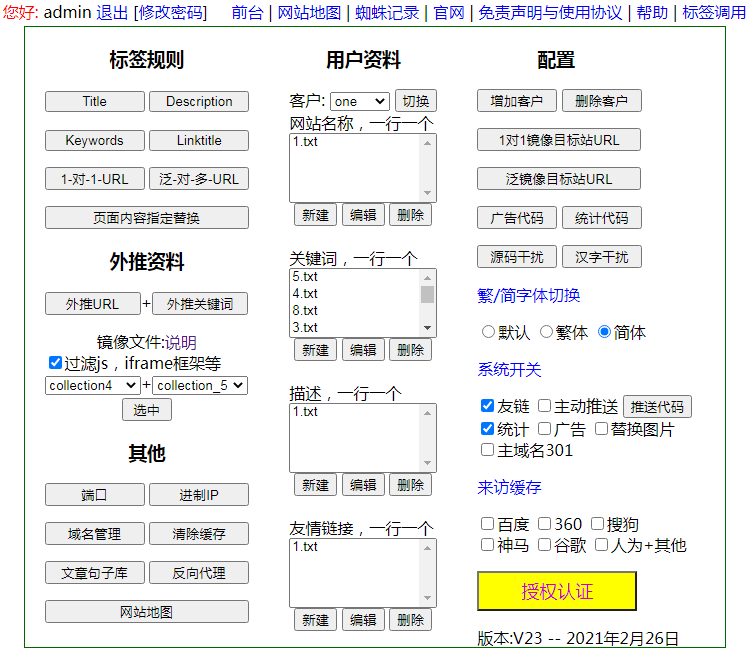 您好: admin 退出 [修改密码] 前台 | 网站地图 | 蜘蛛记录 | 官网 | 免责声明与使用协议 | 帮助 | 标签调用
标签规则
Title Description
Keywords Linktitle
1-对-1-URL 泛-对-多-URL
页面内容指定替换
外推资料
外推URL + 外推关键词
镜像文件:说明
过滤js，iframe框架等
collection4 + collection_5
选中
其他
端口 进制IP
域名管理 清除缓存
文章句子库 反向代理
网站地图
用户资料
客户: one 切换
网站名称，一行一个
1.txt
新建 编辑 删除
关键词，一行一个
5.txt
4.txt
8.txt
3.txt
新建 编辑 删除
描述，一行一个
1.txt
新建 编辑 删除
友情链接，一行一个
1.txt
新建 编辑 删除
配置
增加客户 删除客户
1对1镜像目标站URL
泛镜像目标站URL
广告代码 统计代码
源码干扰 汉字干扰
繁/简字体切换
默认 繁体 简体
系统开关
友链 主动推送 推送代码
统计 广告 替换图片
主域名301
来访缓存
百度 360 搜狗
神马 谷歌 人为+其他
授权认证
版本:V23 -- 2021年2月26日